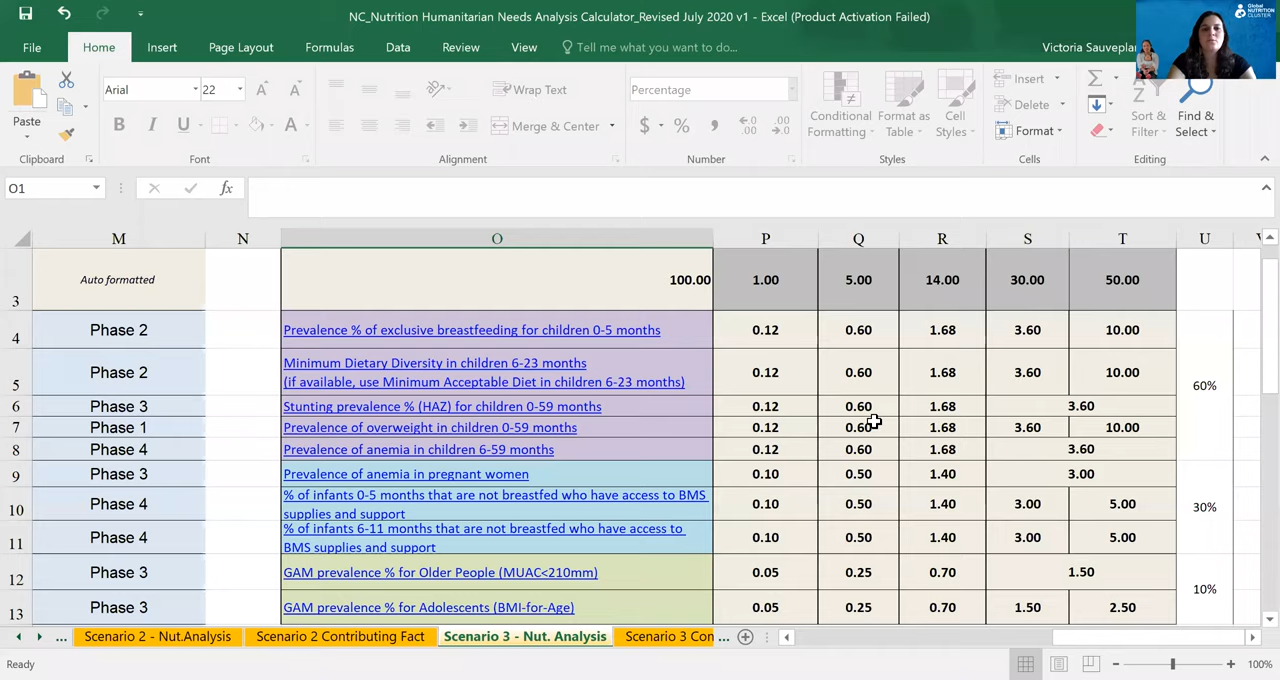 NC_Nutrition Humanitarian Needs Analysis Calculator_Revised July 2020 v1 - Excel (Product Activation Failed)
Global NUTRITION CLUSTER
File Home Insert Page Layout Formulas Data Review View Tell me what you want to do... Victoria
Paste
Arial 22
B I U A
Wrap Text
Merge & Center
Percentage
$ % ,
Conditional Formatting
Format as Table
Cell Styles
Insert
Delete
Format
Sort & Filter
Find & Select
Clipboard Font Alignment Number Styles Cells Editing
O1 fx
M N O P Q R S T U
3 Auto formatted 100.00 1.00 5.00 14.00 30.00 50.00
4 Phase 2 Prevalence % of exclusive breastfeeding for children 0-5 months 0.12 0.60 1.68 3.60 10.00
5 Phase 2 Minimum Dietary Diversity in children 6-23 months
(if available, use Minimum Acceptable Diet in children 6-23 months) 0.12 0.60 1.68 3.60 10.00 60%
6 Phase 3 Stunting prevalence % (HAZ) for children 0-59 months 0.12 0.60 1.68 3.60
7 Phase 1 Prevalence of overweight in children 0-59 months 0.12 0.60 1.68 3.60 10.00
8 Phase 4 Prevalence of anemia in children 6-59 months 0.12 0.60 1.68 3.60
9 Phase 3 Prevalence of anemia in pregnant women 0.10 0.50 1.40 3.00
10 Phase 4 % of infants 0-5 months that are not breastfed who have access to BMS
supplies and support 0.10 0.50 1.40 3.00 5.00 30%
11 Phase 4 % of infants 6-11 months that are not breastfed who have access to
BMS supplies and support 0.10 0.50 1.40 3.00 5.00
12 Phase 3 GAM prevalence % for Older People (MUAC<210mm) 0.05 0.25 0.70 1.50 10%
13 Phase 3 GAM prevalence % for Adolescents (BMI-for-Age) 0.05 0.25 0.70 1.50 2.50
... Scenario 2 - Nut.Analysis Scenario 2 Contributing Fact Scenario 3 - Nut. Analysis Scenario 3 Con ...
Ready 100%